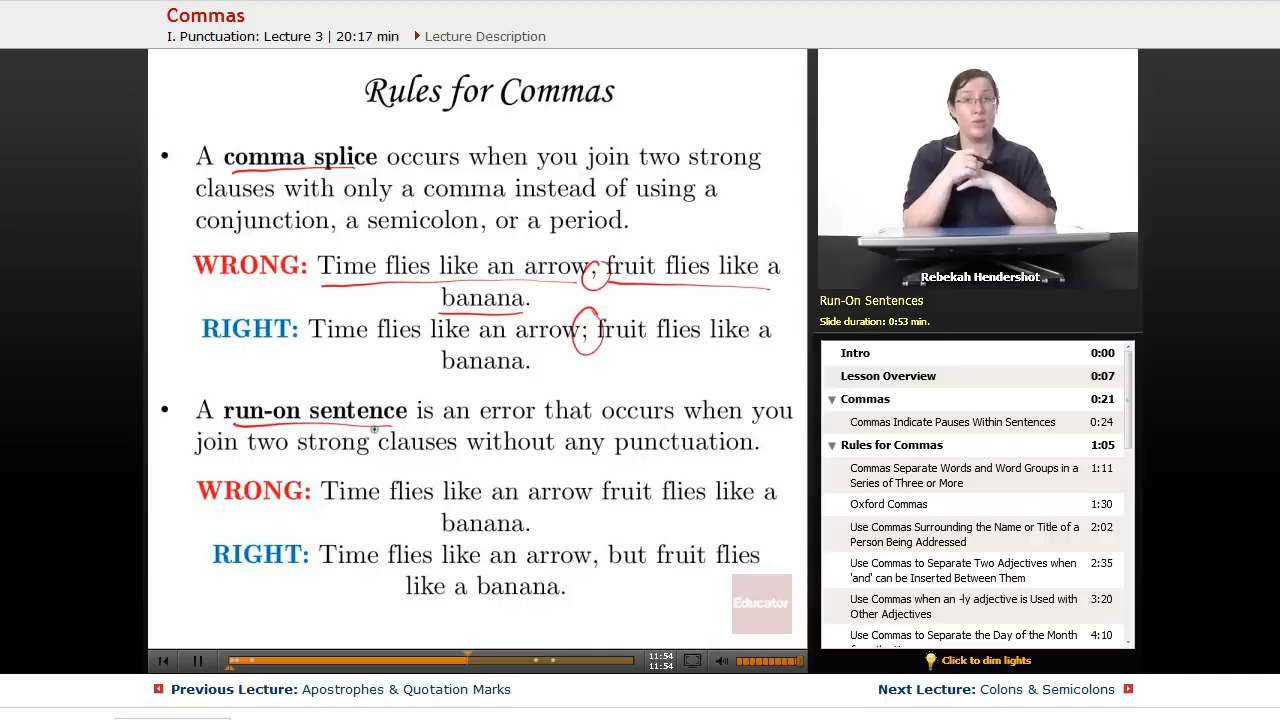 Commas
I. Punctuation: Lecture 3 | 20:17 min
Lecture Description
Rules for Commas
• A comma splice occurs when you join two strong
clauses with only a comma instead of using a
conjunction, a semicolon, or a period.
WRONG: Time flies like an arrow, fruit flies like a
banana.
RIGHT: Time flies like an arrow; fruit flies like a
banana.
• A run-on sentence is an error that occurs when you
join two strong clauses without any punctuation.
WRONG: Time flies like an arrow fruit flies like a
banana.
RIGHT: Time flies like an arrow, but fruit flies
like a banana.
Educator
11:54
11:54
Rebekah Hendershot
Run-On Sentences
Slide duration: 0:53 min.
Intro 0:00
Lesson Overview 0:07
Commas 0:21
Commas Indicate Pauses Within Sentences 0:24
Rules for Commas 1:05
Commas Separate Words and Word Groups in a 1:11
Series of Three or More
Oxford Commas 1:30
Use Commas Surrounding the Name or Title of a 2:02
Person Being Addressed
Use Commas to Separate Two Adjectives when 2:35
'and' can be Inserted Between Them
Use Commas when an -ly adjective is Used with 3:20
Other Adjectives
Use Commas to Separate the Day of the Month 4:10
Click to dim lights
Previous Lecture: Apostrophes & Quotation Marks
Next Lecture: Colons & Semicolons